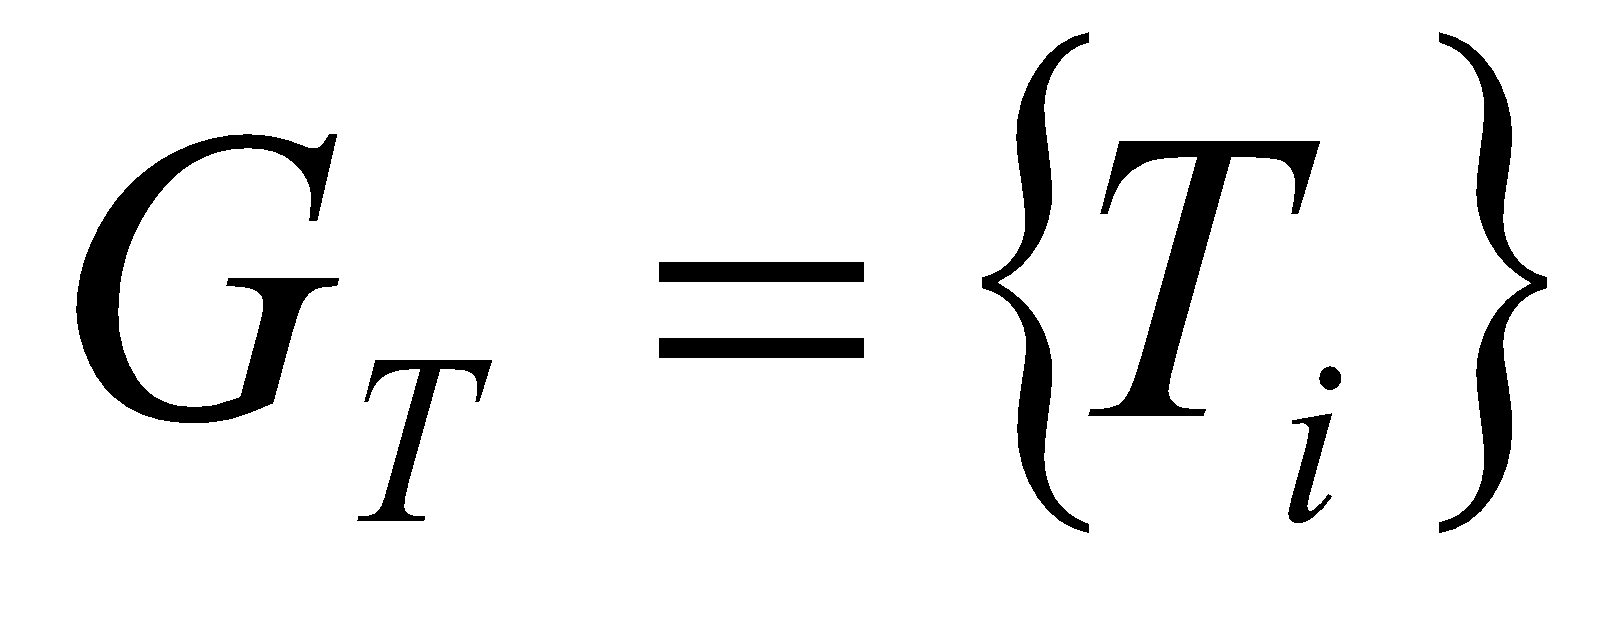 G_T = {T_i}